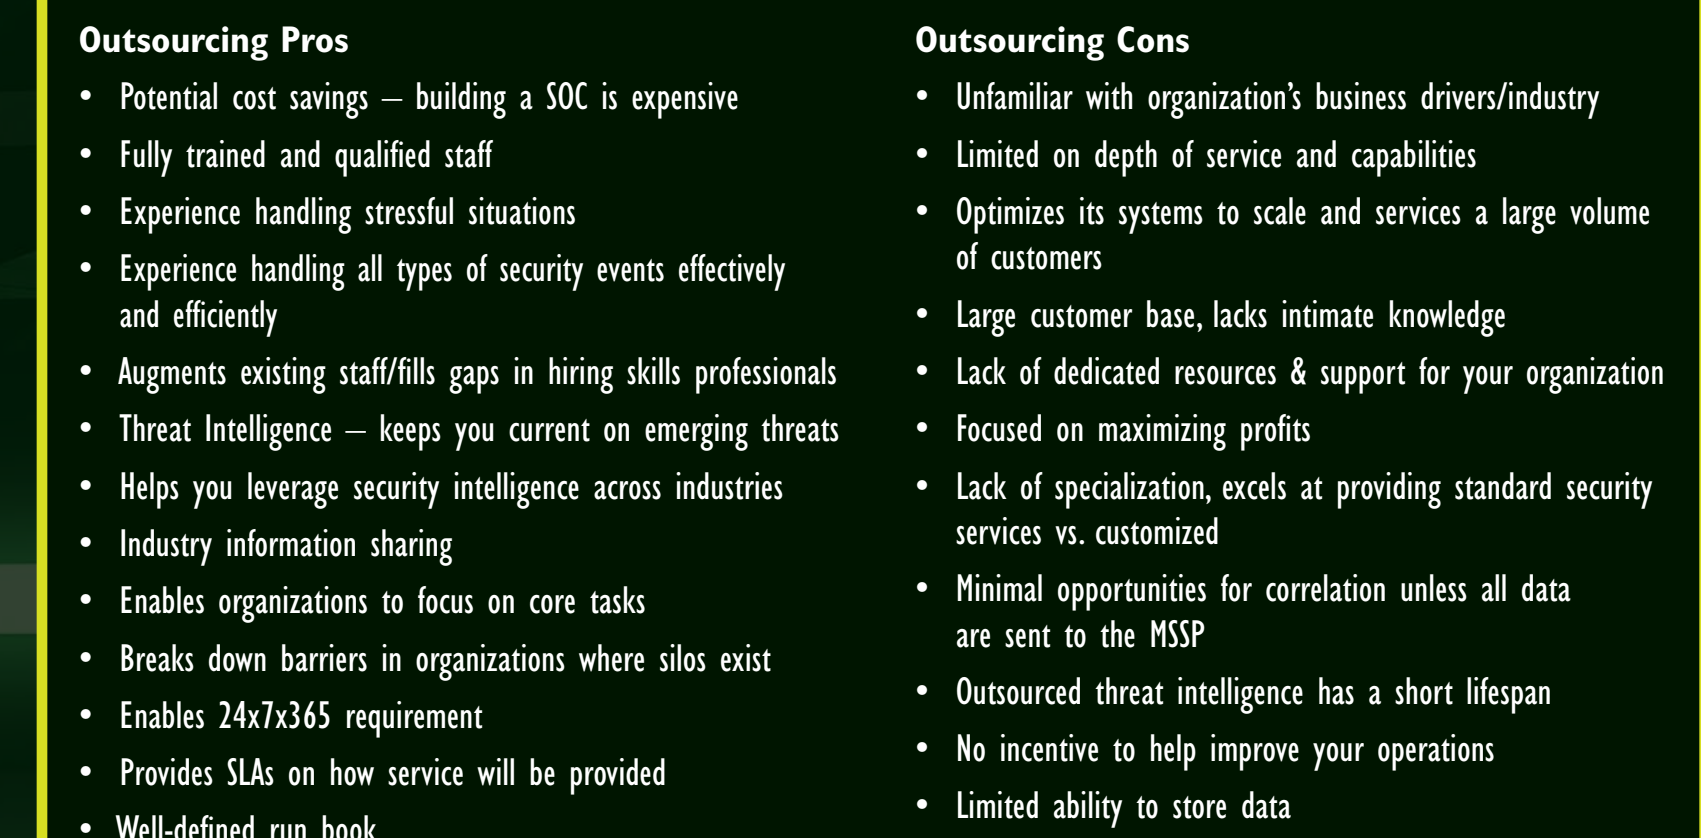 Outsourcing Pros
• Potential cost savings – building a SOC is expensive
• Fully trained and qualified staff
• Experience handling stressful situations
• Experience handling all types of security events effectively
and efficiently
• Augments existing staff/fills gaps in hiring skills professionals
• Threat Intelligence – keeps you current on emerging threats
• Helps you leverage security intelligence across industries
• Industry information sharing
• Enables organizations to focus on core tasks
• Breaks down barriers in organizations where silos exist
• Enables 24x7x365 requirement
• Provides SLAs on how service will be provided
• Well-defined run book
Outsourcing Cons
• Unfamiliar with organization’s business drivers/industry
• Limited on depth of service and capabilities
• Optimizes its systems to scale and services a large volume
of customers
• Large customer base, lacks intimate knowledge
• Lack of dedicated resources & support for your organization
• Focused on maximizing profits
• Lack of specialization, excels at providing standard security
services vs. customized
• Minimal opportunities for correlation unless all data
are sent to the MSSP
• Outsourced threat intelligence has a short lifespan
• No incentive to help improve your operations
• Limited ability to store data